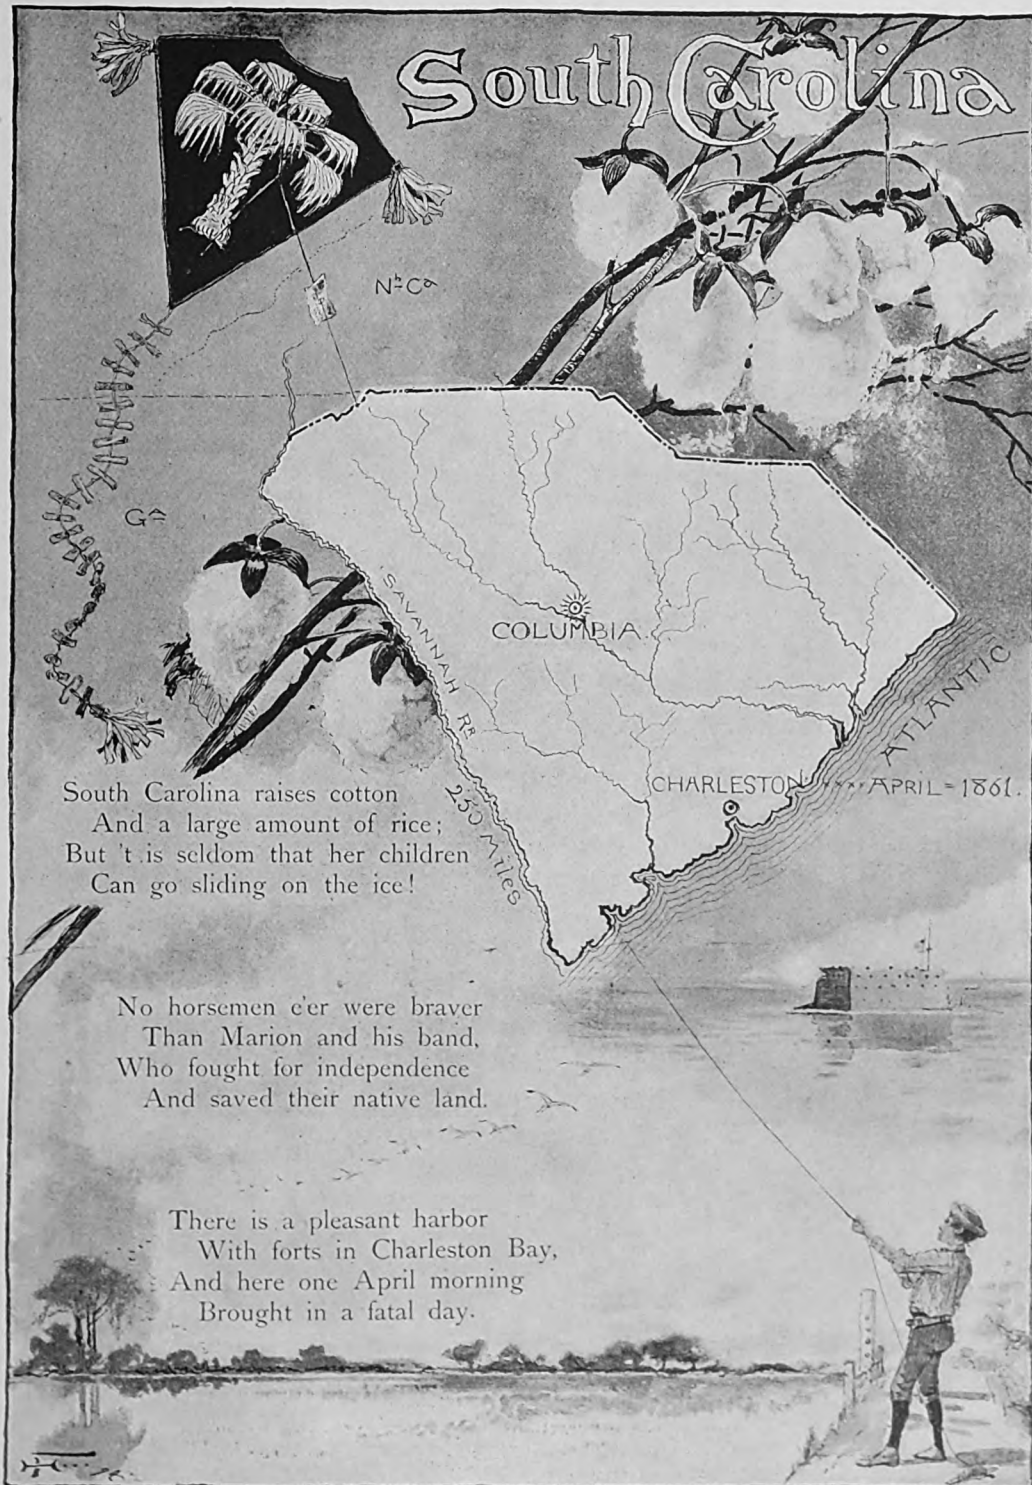 South Carolina
Nh Ca
Ga
SAVANNAH RR
250 Miles
COLUMBIA
ATLANTIC
CHARLESTON APRIL = 1861.
South Carolina raises cotton
And a large amount of rice;
But 't is seldom that her children
Can go sliding on the ice!
No horsemen e'er were braver
Than Marion and his band,
Who fought for independence
And saved their native land.
There is a pleasant harbor
With forts in Charleston Bay,
And here one April morning
Brought in a fatal day.